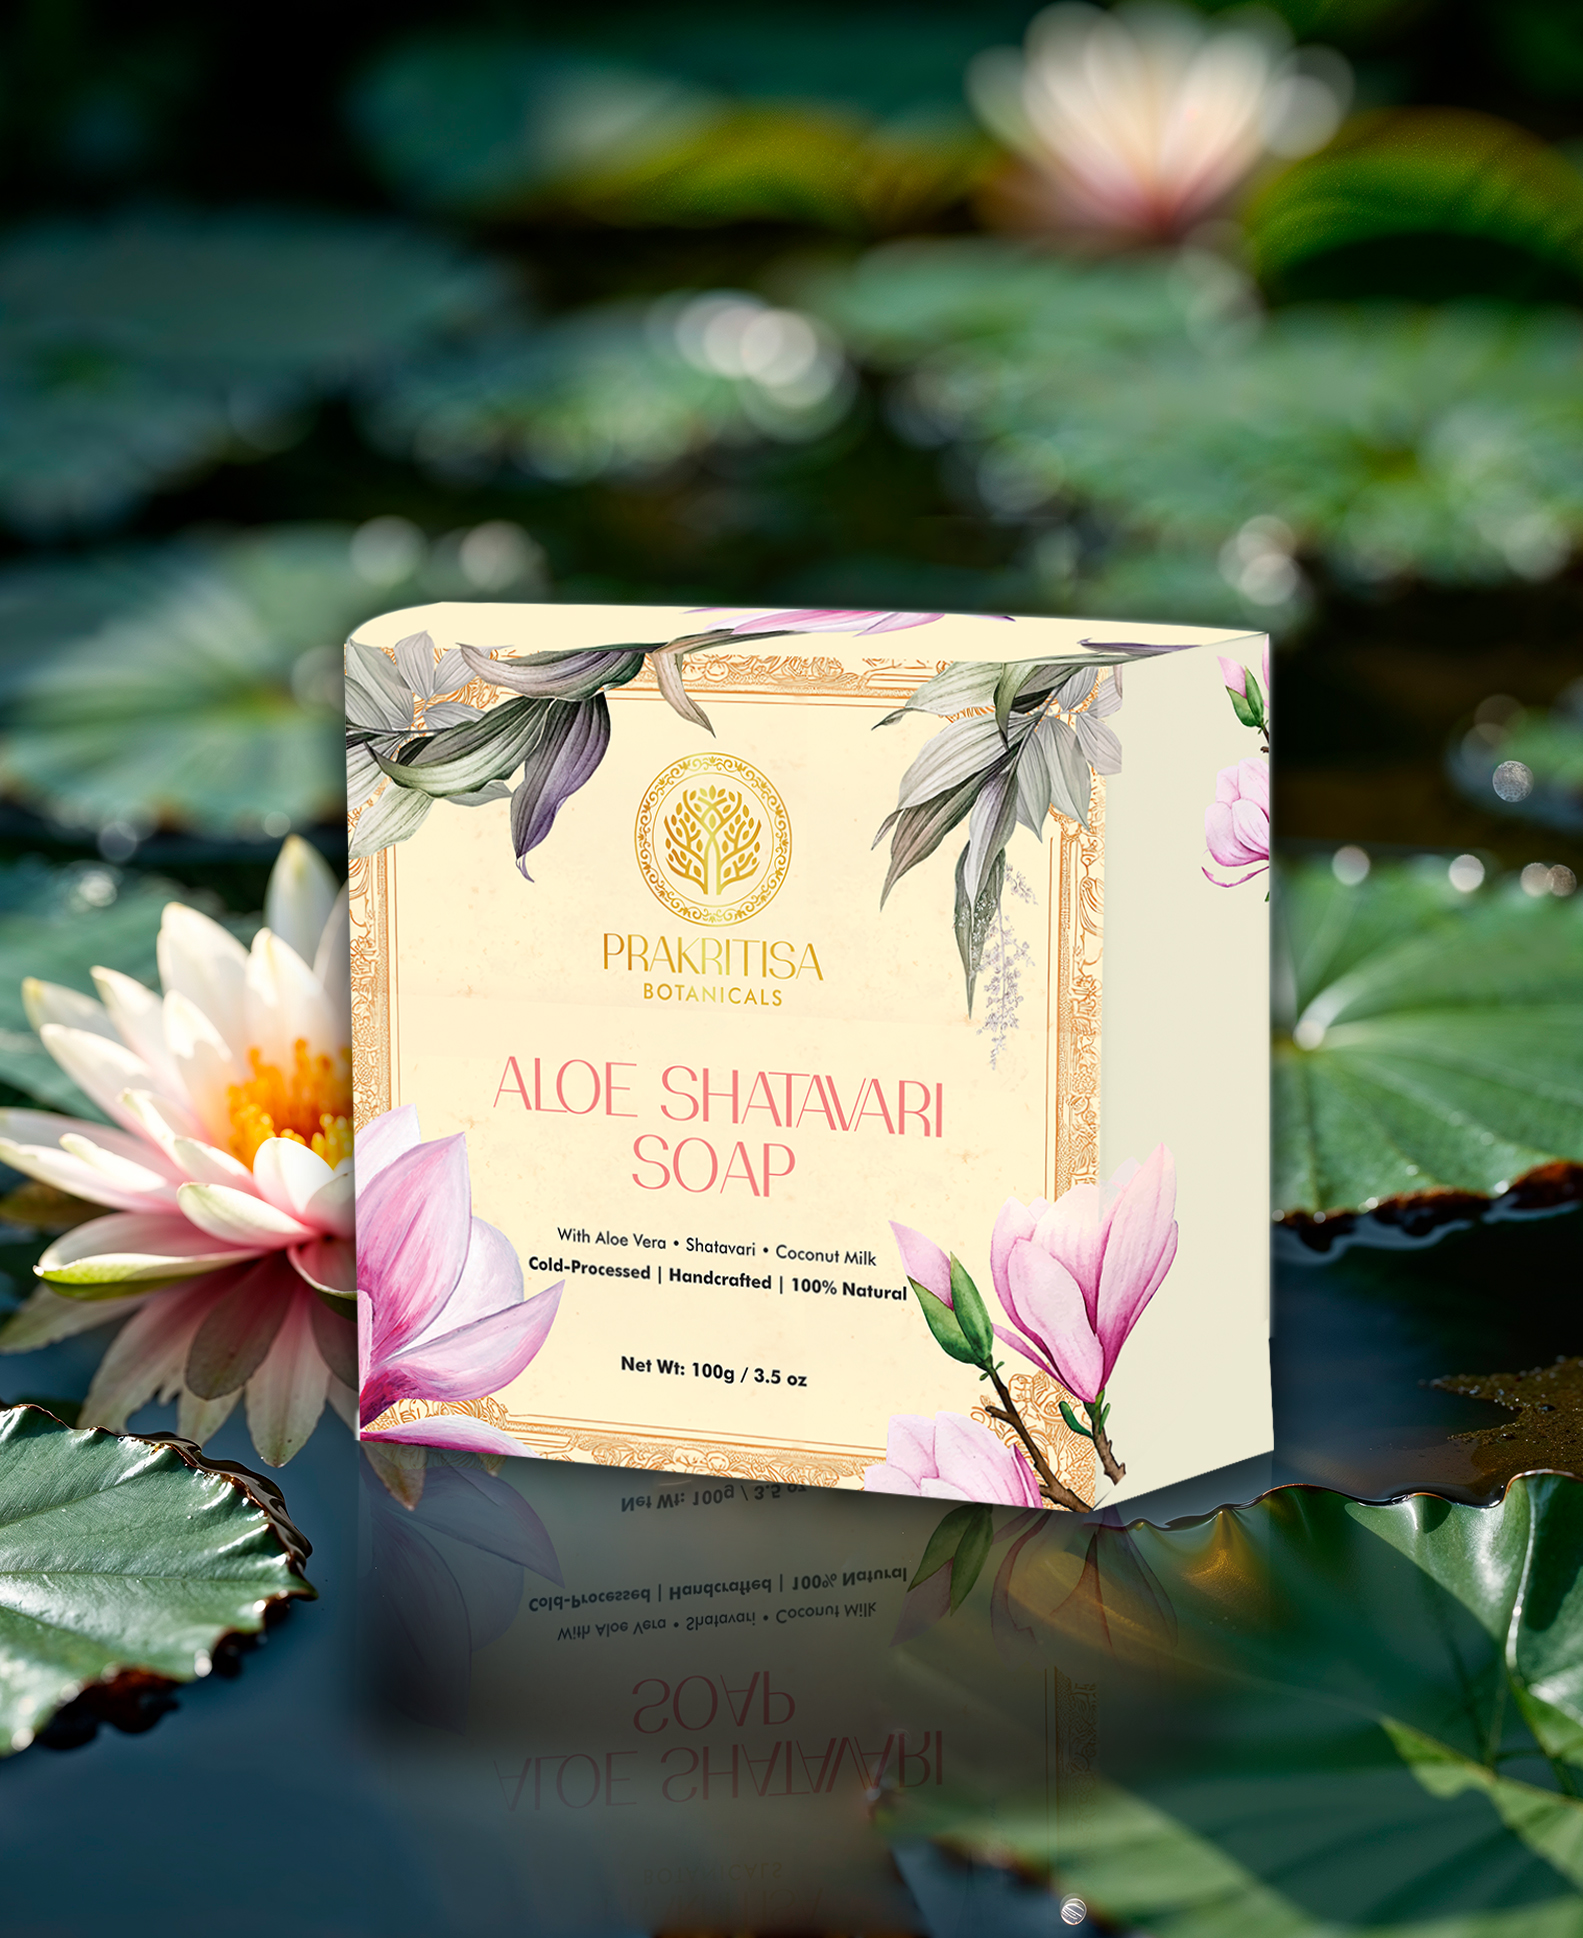 PRAKRITISA
BOTANICALS
ALOE SHATAVARI
SOAP
With Aloe Vera • Shatavari • Coconut Milk
Cold-Processed | Handcrafted | 100% Natural
Net Wt: 100g / 3.5 oz